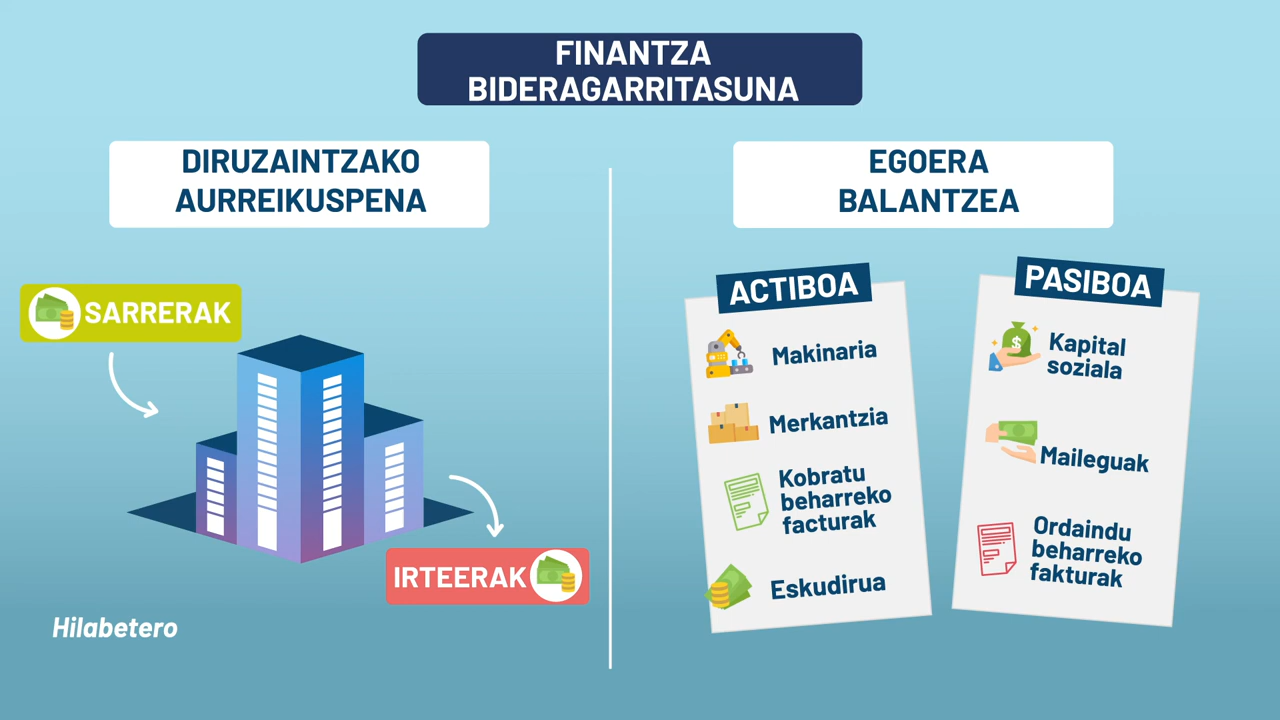 FINANTZA
BIDERAGARRITASUNA
DIRUZAINTZAKO
AURREIKUSPENA
SARRERAK
IRTEERAK
Hilabetero
EGOERA
BALANTZEA
ACTIBOA
Makinaria
Merkantzia
Kobratu
beharreko
facturak
Eskudirua
PASIBOA
Kapital
soziala
Maileguak
Ordaindu
beharreko
fakturak